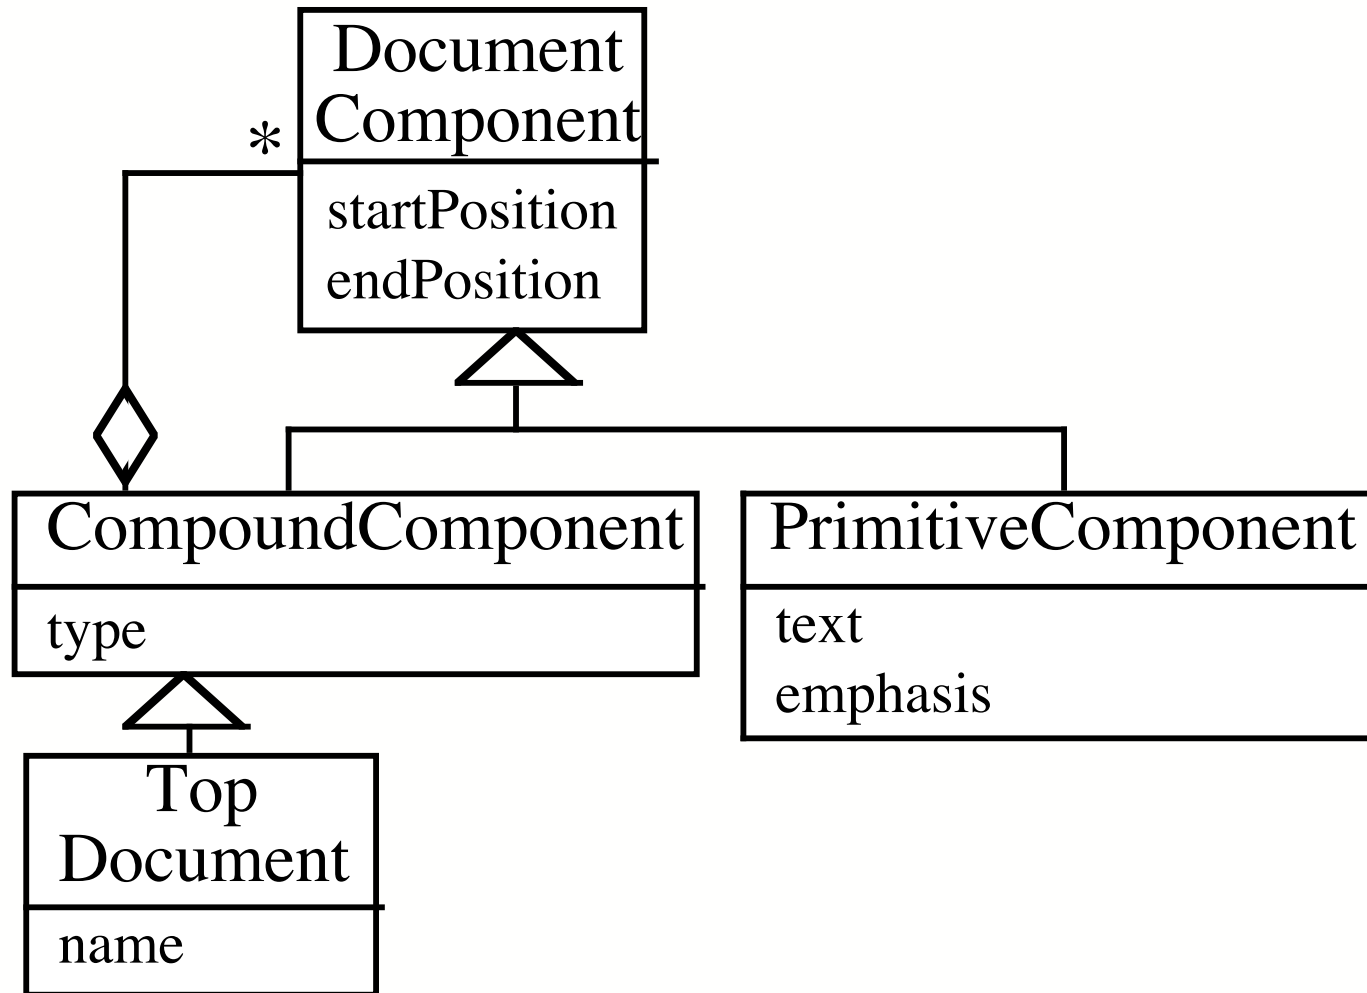 Document
Component
*
startPosition
endPosition
CompoundComponent
type
PrimitiveComponent
text
emphasis
Top
Document
name